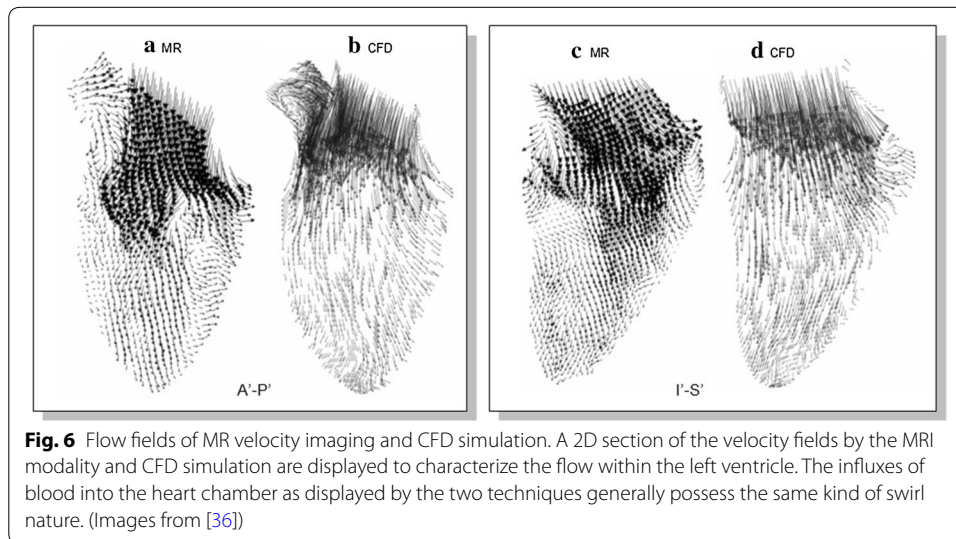 a MR b CFD c MR d CFD
A'-P' I'-S'
Fig. 6 Flow fields of MR velocity imaging and CFD simulation. A 2D section of the velocity fields by the MRI
modality and CFD simulation are displayed to characterize the flow within the left ventricle. The influxes of
blood into the heart chamber as displayed by the two techniques generally possess the same kind of swirl
nature. (Images from [36])